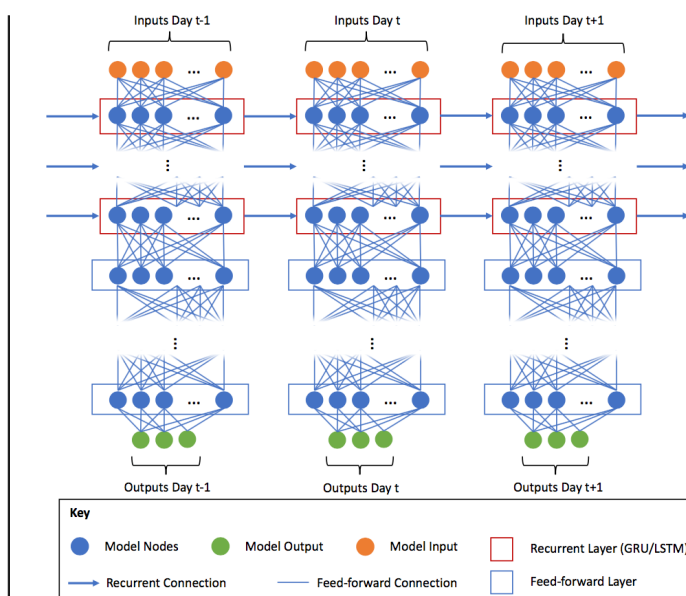 Inputs Day t-1 Inputs Day t Inputs Day t+1
... ... ...
... ... ...
... ... ...
... ... ...
... ... ...
... ... ...
... ... ...
... ... ...
Outputs Day t-1 Outputs Day t Outputs Day t+1
Key
Model Nodes Model Output Model Input Recurrent Layer (GRU/LSTM)
Recurrent Connection Feed-forward Connection Feed-forward Layer